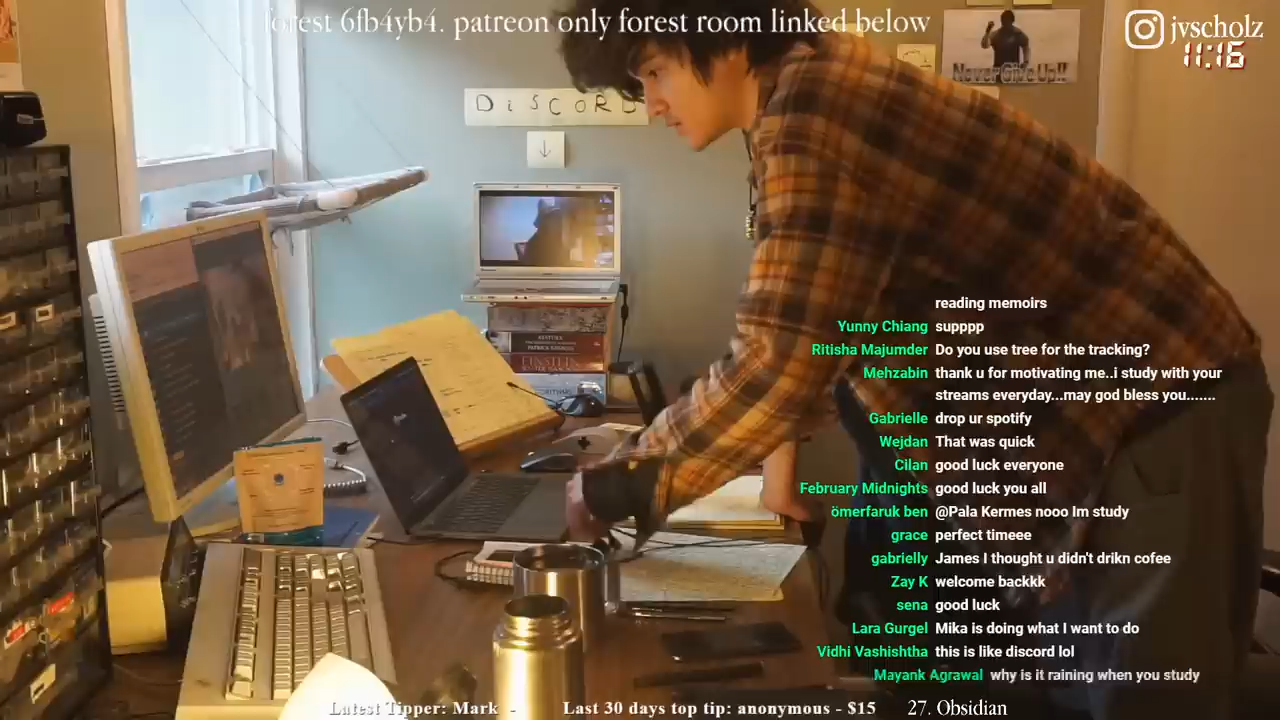 forest 6fb4yb4. patreon only forest room linked below
jvscholz
11:16
Never Give Up!!
DiSCORD
↓
EINSTEIN
reading memoirs
Yunny Chiang supppp
Ritisha Majumder Do you use tree for the tracking?
Mehzabin thank u for motivating me..i study with your
streams everyday...may god bless you.......
Gabrielle drop ur spotify
Wejdan That was quick
Cilan good luck everyone
February Midnights good luck you all
ömerfaruk ben @Pala Kermes nooo Im study
grace perfect timeee
gabrielly James I thought u didn't drikn cofee
Zay K welcome backkk
sena good luck
Lara Gurgel Mika is doing what I want to do
Vidhi Vashishtha this is like discord lol
Mayank Agrawal why is it raining when you study
Latest Tipper: Mark - Last 30 days top tip: anonymous - $15 27. Obsidian